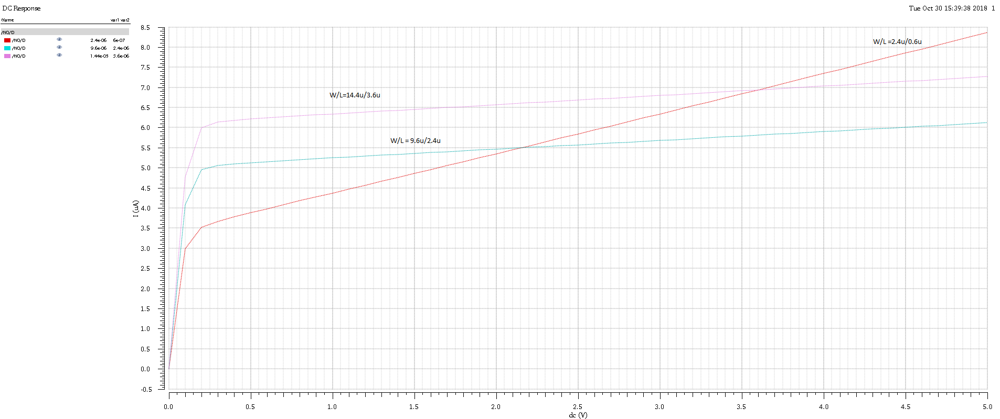 DC Response
Tue Oct 30 15:39:38 2018 1
Name var1 var2
/N0/D
/N0/D 2.4e-06 6e-07
/N0/D 9.6e-06 2.4e-06
/N0/D 1.44e-05 3.6e-06
8.5
8.0
7.5
7.0
6.5
6.0
5.5
5.0
4.5
4.0
3.5
3.0
2.5
2.0
1.5
1.0
0.5
0.0
-0.5
I (uA)
W/L =2.4u/0.6u
W/L=14.4u/3.6u
W/L = 9.6u/2.4u
0.0 0.5 1.0 1.5 2.0 2.5 3.0 3.5 4.0 4.5 5.0
dc (V)